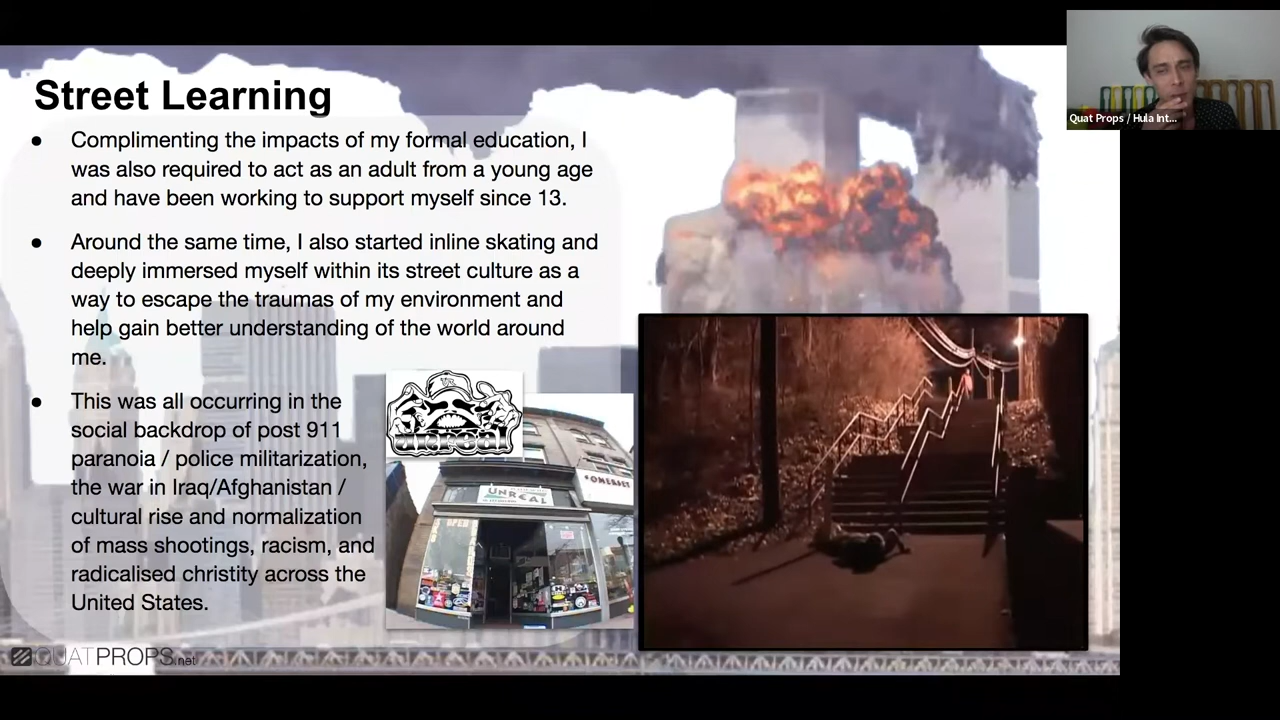 Street Learning
● Complimenting the impacts of my formal education, I
was also required to act as an adult from a young age
and have been working to support myself since 13.
● Around the same time, I also started inline skating and
deeply immersed myself within its street culture as a
way to escape the traumas of my environment and
help gain better understanding of the world around
me.
● This was all occurring in the
social backdrop of post 911
paranoia / police militarization,
the war in Iraq/Afghanistan /
cultural rise and normalization
of mass shootings, racism, and
radicalised christity across the
United States.
unreal
UNREAL
SOMERSET
OPEN
QUATPROPS.net
Quat Props / Hula Int...